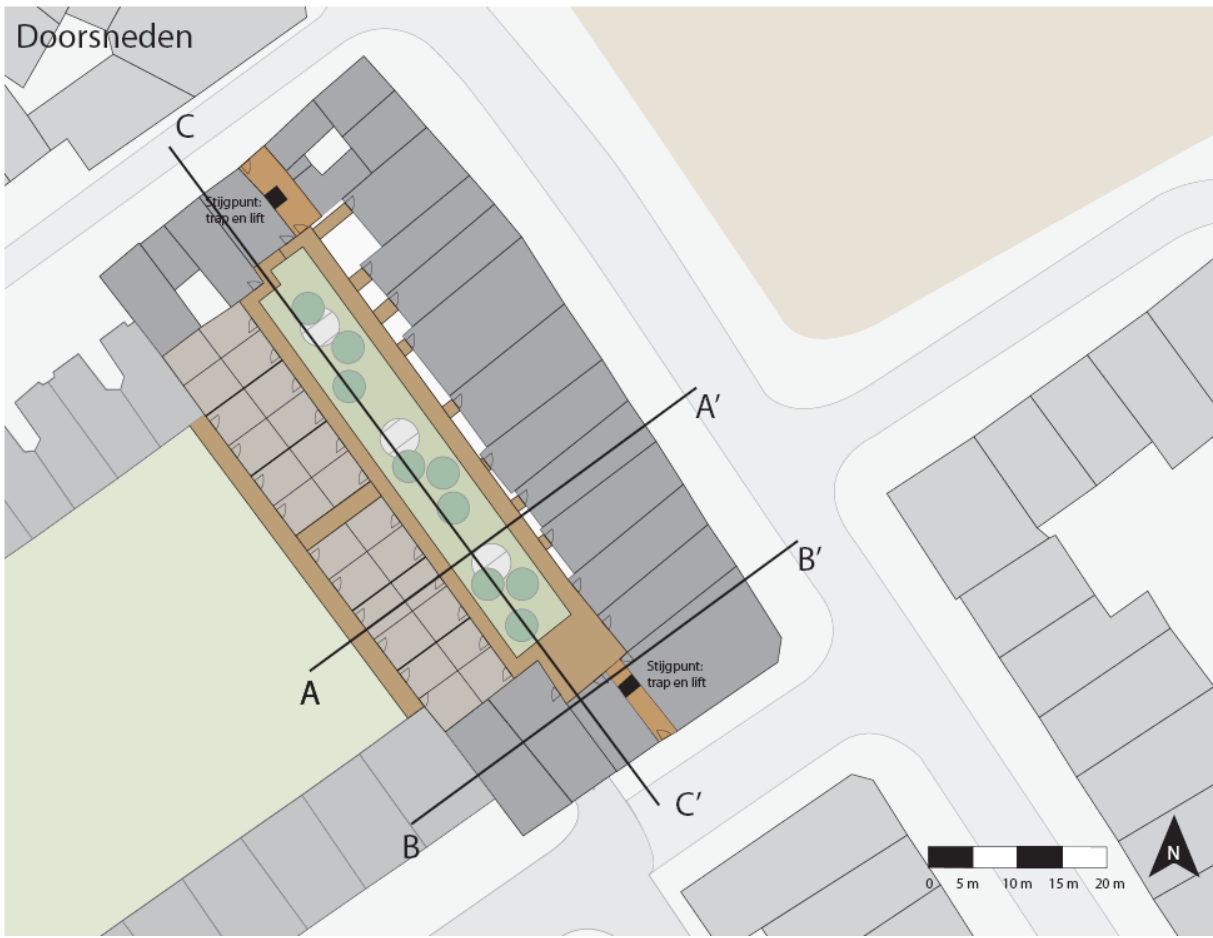 Doorsneden
C
Stijgpunt:
trap en lift
A'
B'
Stijgpunt:
trap en lift
A
C'
B
N
0 5 m 10 m 15 m 20 m